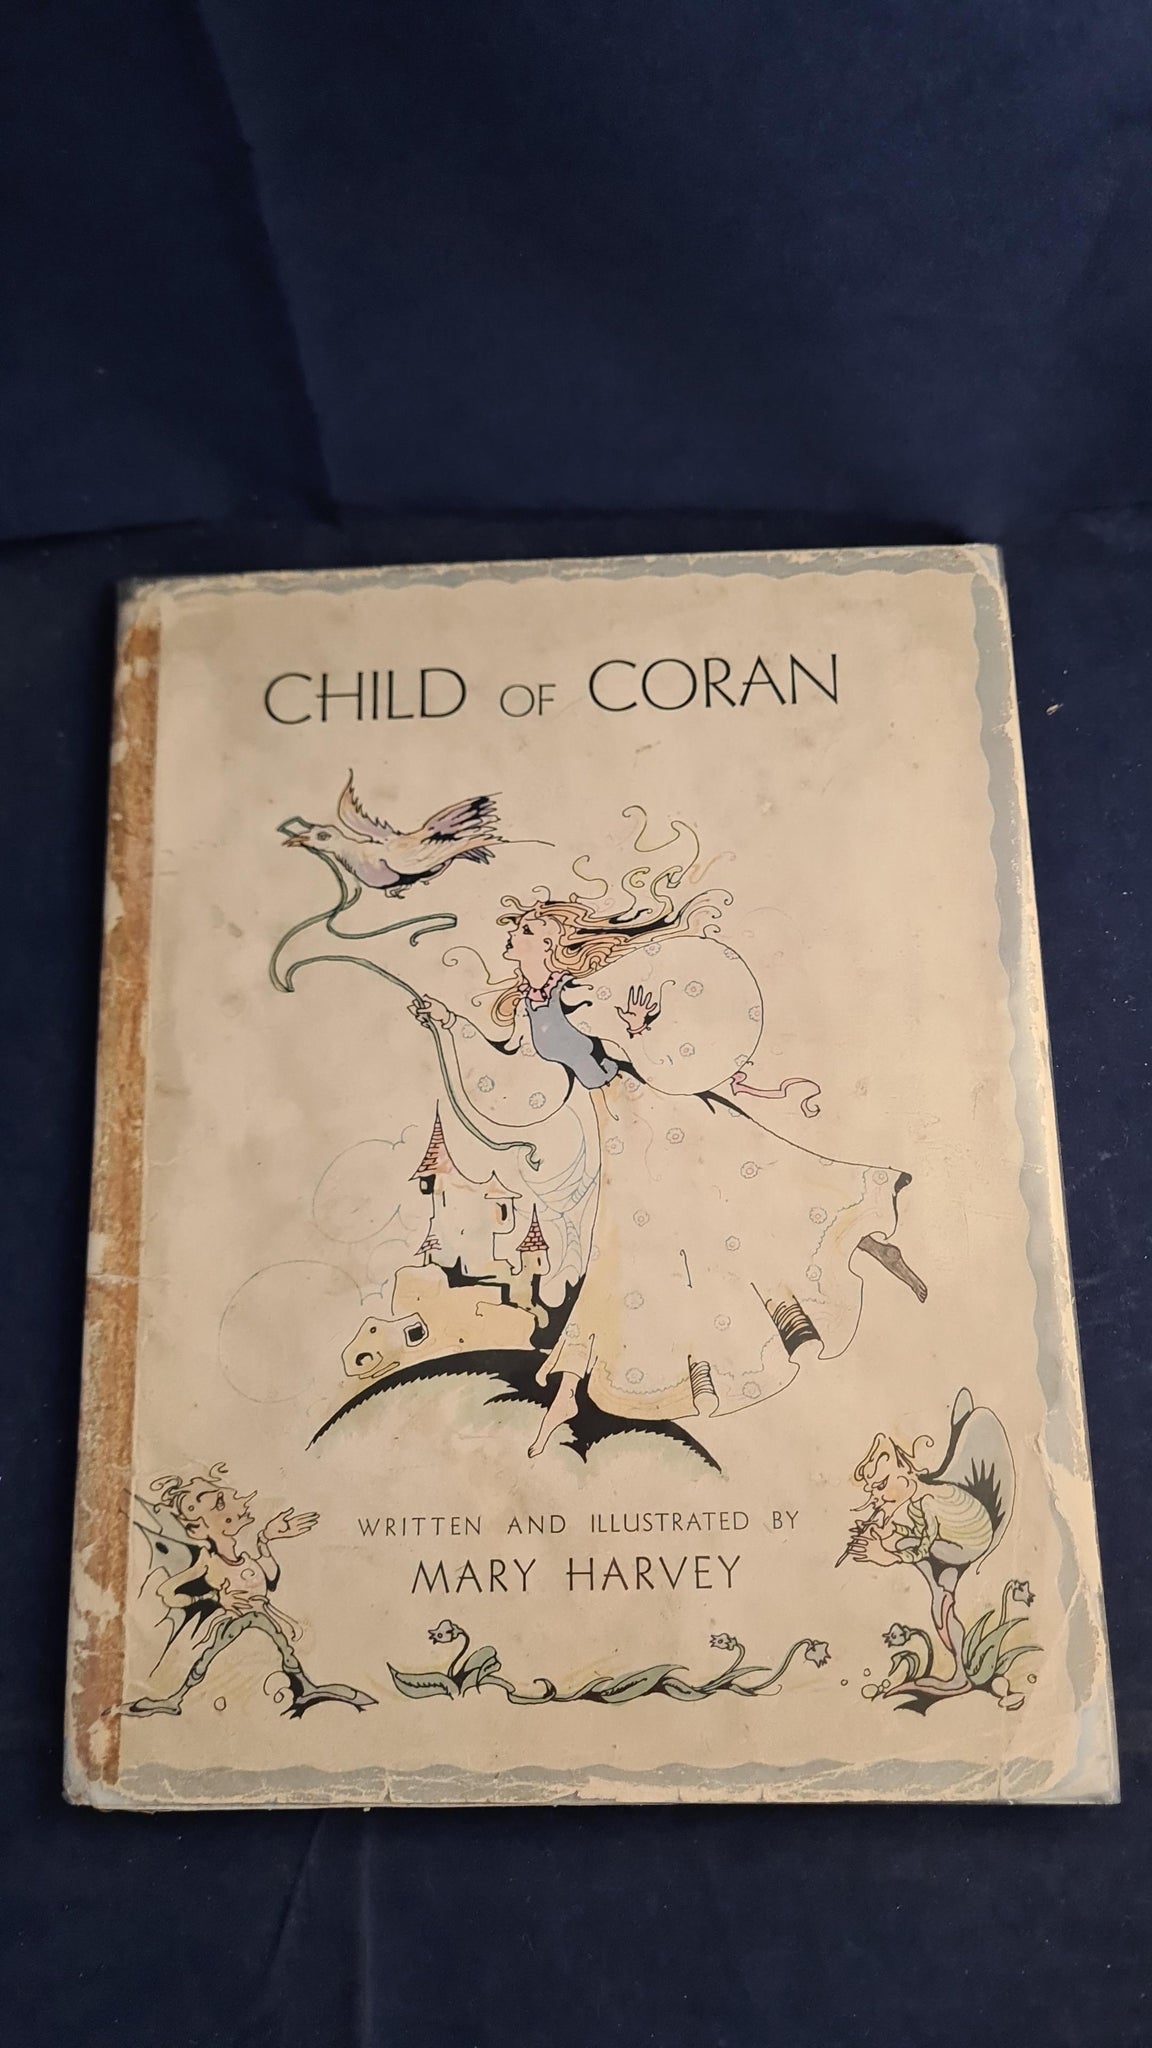 CHILD OF CORAN
WRITTEN AND ILLUSTRATED BY
MARY HARVEY